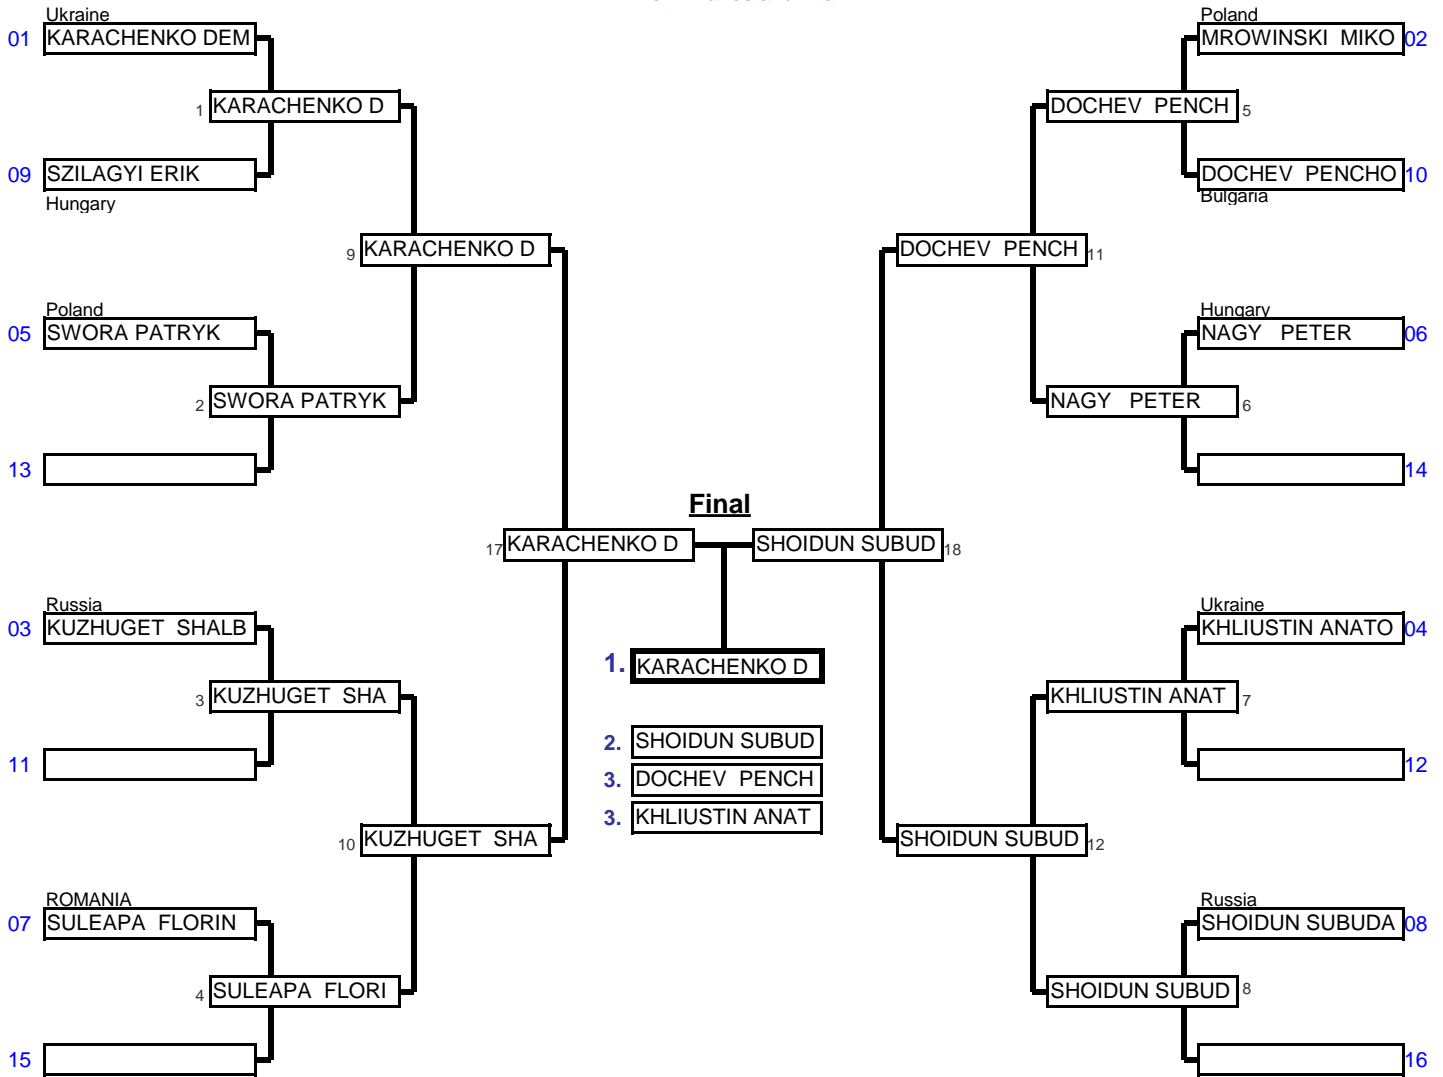 Ukraine
01 KARACHENKO DEM
1 KARACHENKO D
09 SZILAGYI ERIK
Hungary
9 KARACHENKO D
Poland
05 SWORA PATRYK
2 SWORA PATRYK
13
17 KARACHENKO D
Russia
03 KUZHUGET SHALB
3 KUZHUGET SHA
11
10 KUZHUGET SHA
ROMANIA
07 SULEAPA FLORIN
4 SULEAPA FLORI
15
Final
1. KARACHENKO D
2. SHOIDUN SUBUD
3. DOCHEV PENCH
3. KHLIUSTIN ANAT
Poland
MROWINSKI MIKO 02
DOCHEV PENCH 5
DOCHEV PENCHO 10
Bulgaria
DOCHEV PENCH 11
Hungary
NAGY PETER 06
NAGY PETER 6
14
SHOIDUN SUBUD 18
Ukraine
KHLIUSTIN ANATO 04
KHLIUSTIN ANAT 7
12
SHOIDUN SUBUD 12
Russia
SHOIDUN SUBUDA 08
SHOIDUN SUBUD 8
16